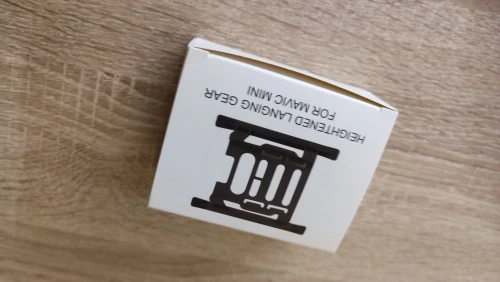 HEIGHTENED LANGING GEAR
FOR MAVIC MINI